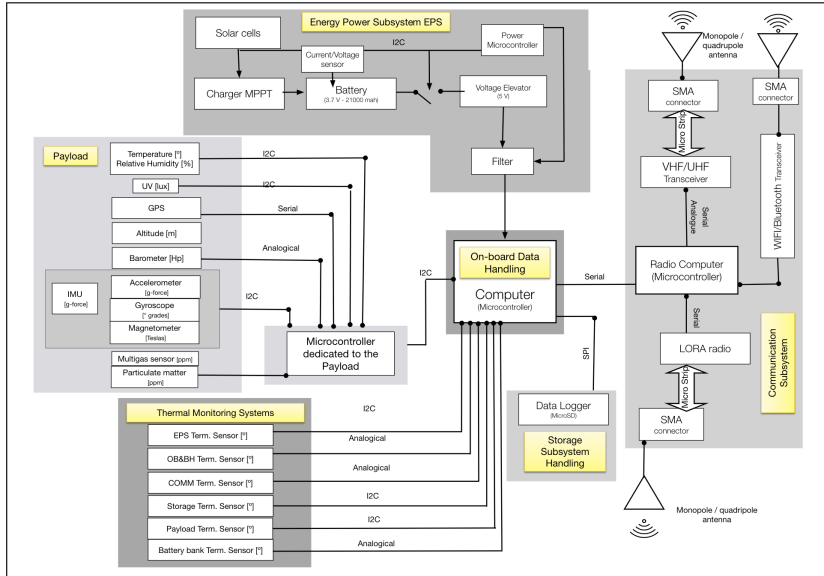 Energy Power Subsystem EPS
Solar cells
I2C
Power
Microcontroller
Current/Voltage
sensor
Charger MPPT
Battery
(3.7 V - 21000 mah)
Voltage Elevator
(5 V)
Filter
Payload
Temperature [º]
Relative Humidity [%]
I2C
UV [lux]
I2C
GPS
Serial
Altitude [m]
Barometer [Hp]
Analogical
IMU
[g-force]
Accelerometer
[g-force]
Gyroscope
[° grades]
Magnetometer
[Teslas]
I2C
Multigas sensor [ppm]
Particulate matter
[ppm]
Microcontroller
dedicated to the
Payload
I2C
On-board Data
Handling
Computer
(Microcontroller)
Serial
SPI
Data Logger
(MicroSD)
Storage
Subsystem
Handling
Thermal Monitoring Systems
EPS Term. Sensor [º]
I2C
OB&BH Term. Sensor [º]
Analogical
COMM Term. Sensor [º]
Analogical
Storage Term. Sensor [º]
I2C
Payload Term. Sensor [º]
I2C
Battery bank Term. Sensor [º]
Analogical
Monopole /
quadrupole
antenna
SMA
connector
SMA
connector
Micro Strip
VHF/UHF
Transceiver
WIFI/Bluetooth Transceiver
Serial
Analogue
Radio Computer
(Microcontroller)
Serial
LORA radio
Micro Strip
SMA
connector
Communication
Subsystem
Monopole / quadripole
antenna